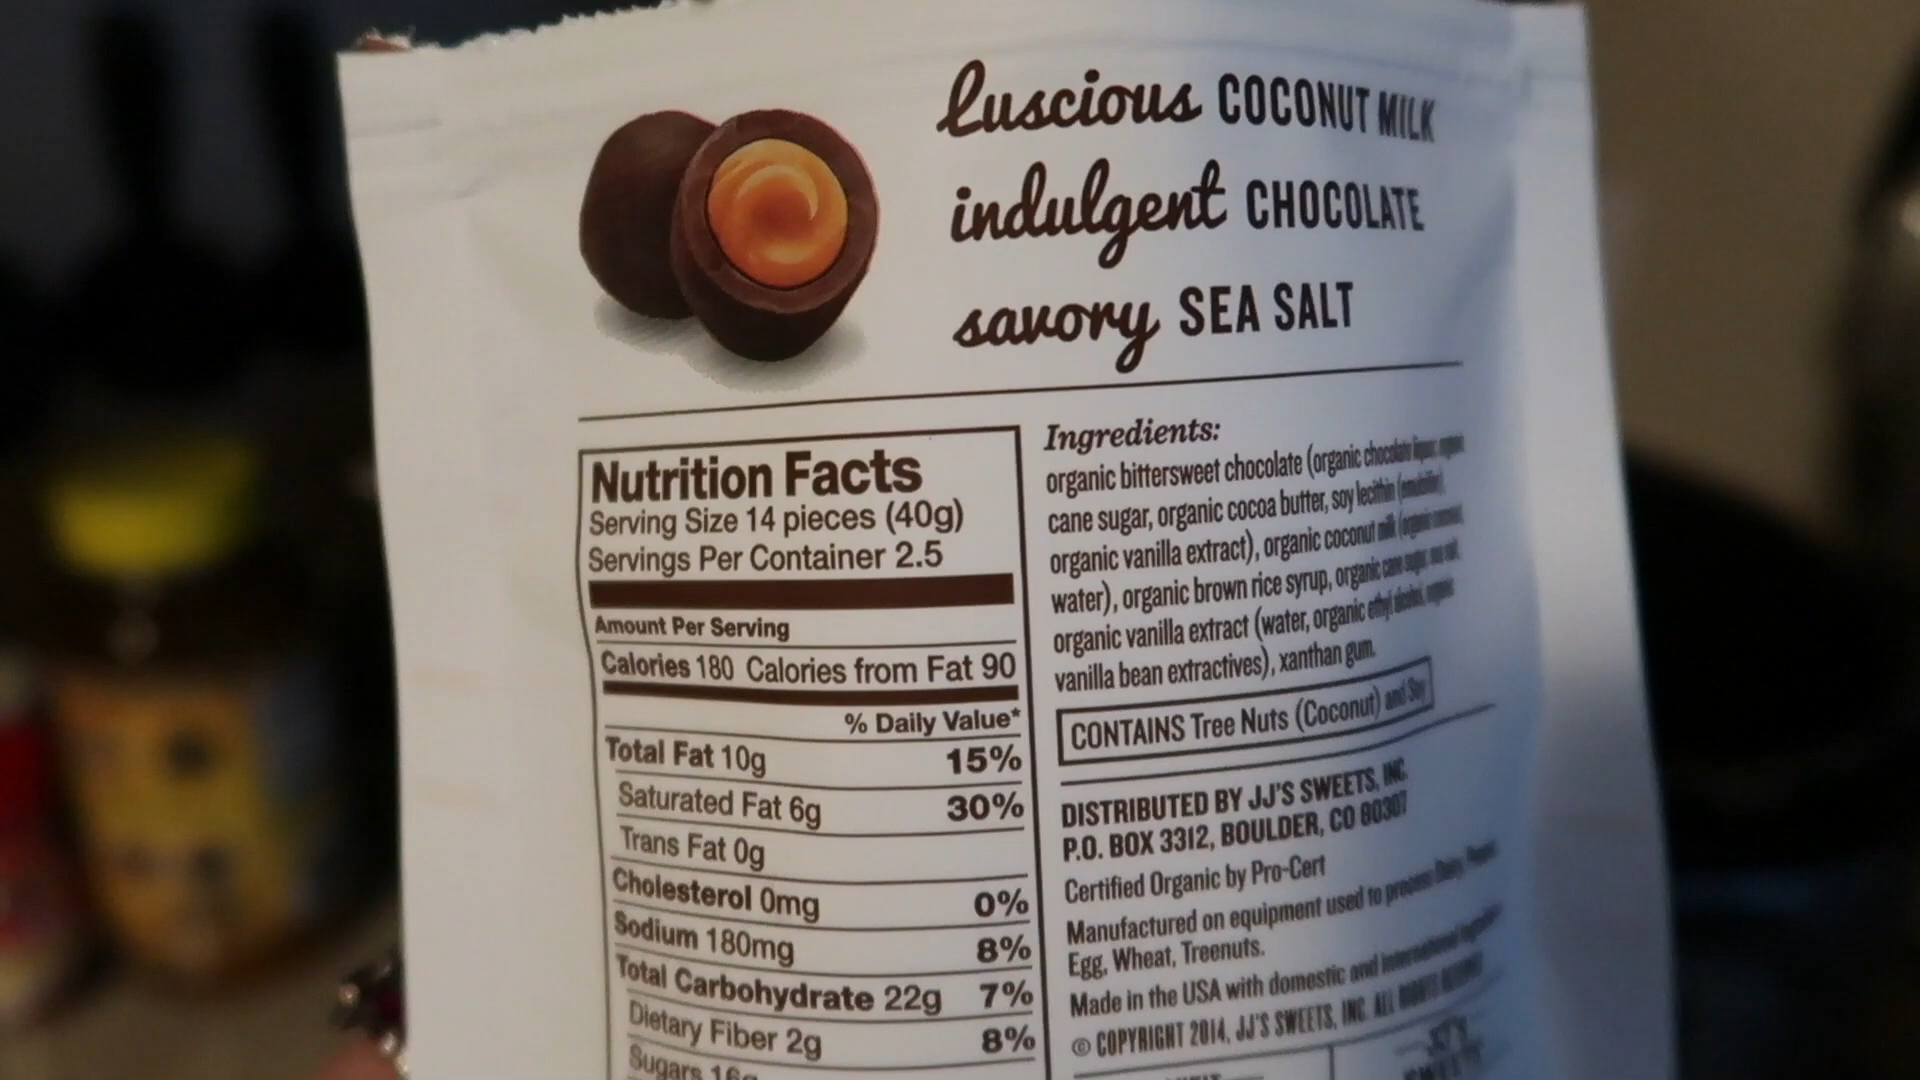 luscious COCONUT MILK
indulgent CHOCOLATE
savory SEA SALT
Nutrition Facts
Serving Size 14 pieces (40g)
Servings Per Container 2.5
Amount Per Serving
Calories 180 Calories from Fat 90
% Daily Value*
Total Fat 10g 15%
Saturated Fat 6g 30%
Trans Fat 0g
Cholesterol 0mg 0%
Sodium 180mg 8%
Total Carbohydrate 22g 7%
Dietary Fiber 2g 8%
Sugars 16g
Ingredients:
organic bittersweet chocolate (organic chocolate liquor, organic
cane sugar, organic cocoa butter, soy lecithin (emulsifier),
organic vanilla extract), organic coconut milk (organic coconut,
water), organic brown rice syrup, organic cane sugar, sea salt,
organic vanilla extract (water, organic ethyl alcohol, organic
vanilla bean extractives), xanthan gum.
CONTAINS Tree Nuts (Coconut) and Soy
DISTRIBUTED BY JJ'S SWEETS, INC.
P.O. BOX 3312, BOULDER, CO 80307
Certified Organic by Pro-Cert
Manufactured on equipment used to process Dairy, Peanut,
Egg, Wheat, Treenuts.
Made in the USA with domestic and international ingredients
© COPYRIGHT 2014, JJ'S SWEETS, INC. ALL RIGHTS RESERVED
JJ'S